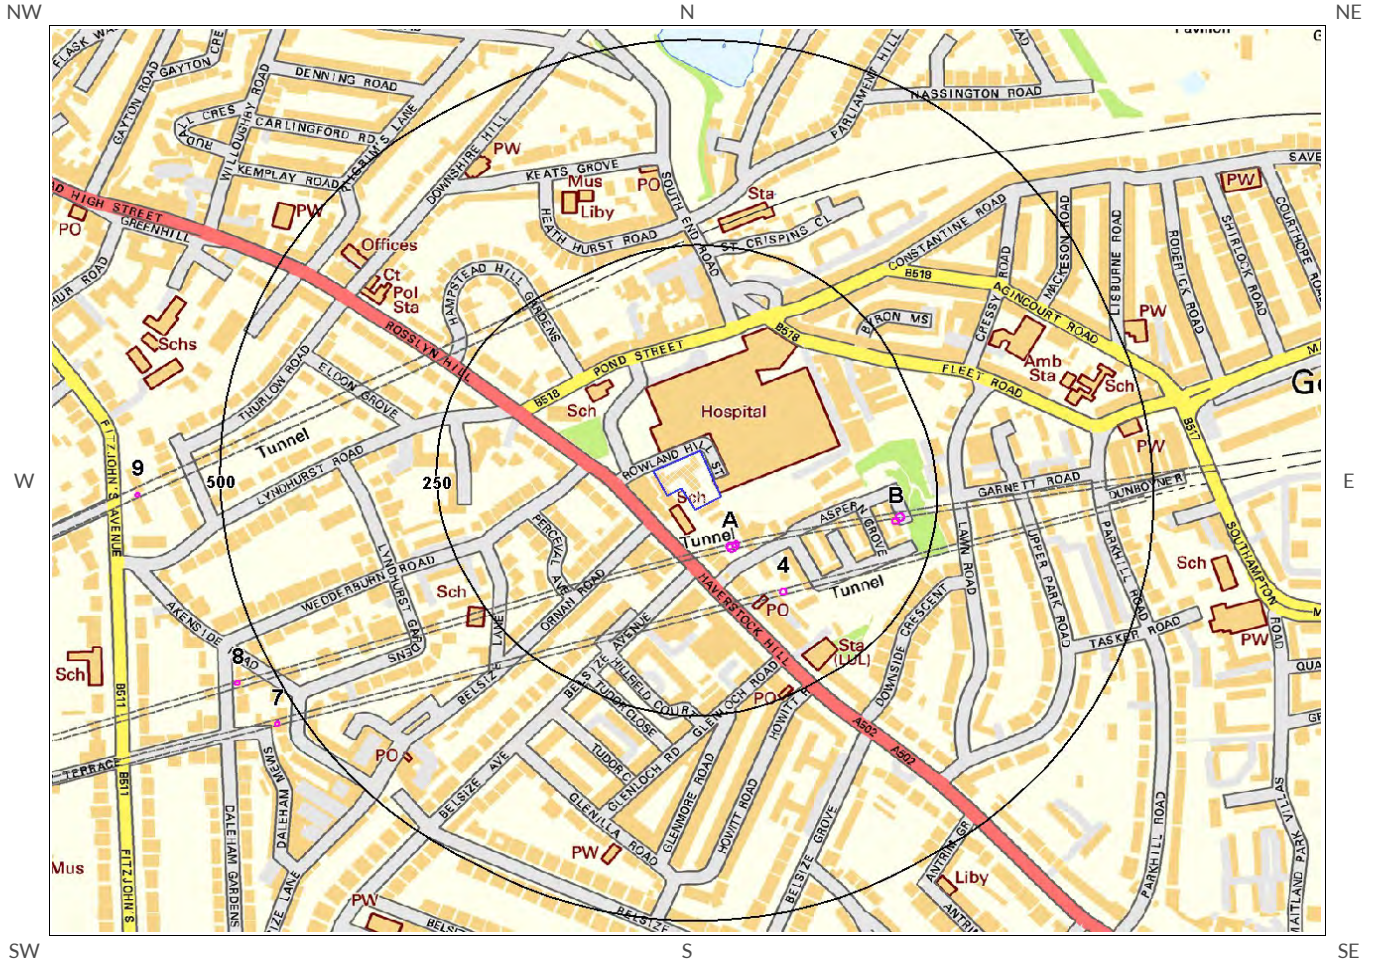 NW
N
NE
GAYTON
GAYTON ROAD
WILLOUGHBY ROAD
DENNING ROAD
CARLINGFORD RD
KEMPLAY ROAD
PILGRIM'S LANE
DOWNSHIRE HILL
PW
KEATS GROVE
PO
Mus
Liby
HEATH HURST ROAD
SOUTH END ROAD
Sta
ST CRISPINS CL
PARLIAMENT HILL
NASSINGTON ROAD
CONSTANTINE ROAD
B518
AGINCOURT ROAD
CRESSY ROAD
MACKESON ROAD
LISBURNE ROAD
RODERICK ROAD
SHIRLOCK ROAD
PW
PW
HIGH STREET
PO
GREENHILL
PW
Offices
Ct
Pol
Sta
HAMPSTEAD HILL GARDENS
ROSSLYN HILL
Schs
THURLOW ROAD
ELDON GROVE
Tunnel
LYNDHURST ROAD
B518
POND STREET
B518
BYRON MS
FLEET ROAD
Amb
Sta
Sch
PW
B517
Sch
Hospital
ROWLAND HILL ST
Sch
W
9
500
250
E
FITZJOHN'S AVENUE
A
B
Tunnel
ASPERN GROVE
4
Tunnel
PO
GARNETT ROAD
DUNBOYNE R
LAWN ROAD
UPPER PARK ROAD
PARKHILL ROAD
SOUTHAMPTON
Sch
PW
TASKER ROAD
WEDDERBURN ROAD
LYNDHURST GARDENS
PERCEVAL AVE
ORNAN ROAD
Sch
AKENSIDE ROAD
8
7
Sch
B511
BELSIZE LANE
BELSIZE AVENUE
HILLFIELD COURT
TUDOR CLOSE
TUDOR C
GLENLOCH ROAD
GLENLOCH RD
HAVERSTOCK HILL
Sta
(LUL)
PO
DOWNSIDE CRESCENT
A502
A502
TERRACE
B511
PO
DALEHAM MEWS
DALEHAM GARDENS
BELSIZE AVE
GLENILLA ROAD
PW
GLENMORE ROAD
HOWITT ROAD
HOWITT R
BELSIZE GROVE
ANTRIM GR
Liby
ANTRIM
PARKHILL ROAD
MAITLAND PARK VILLAS
Mus
FITZJOHN'S
PW
BELSIZE
SW
S
SE